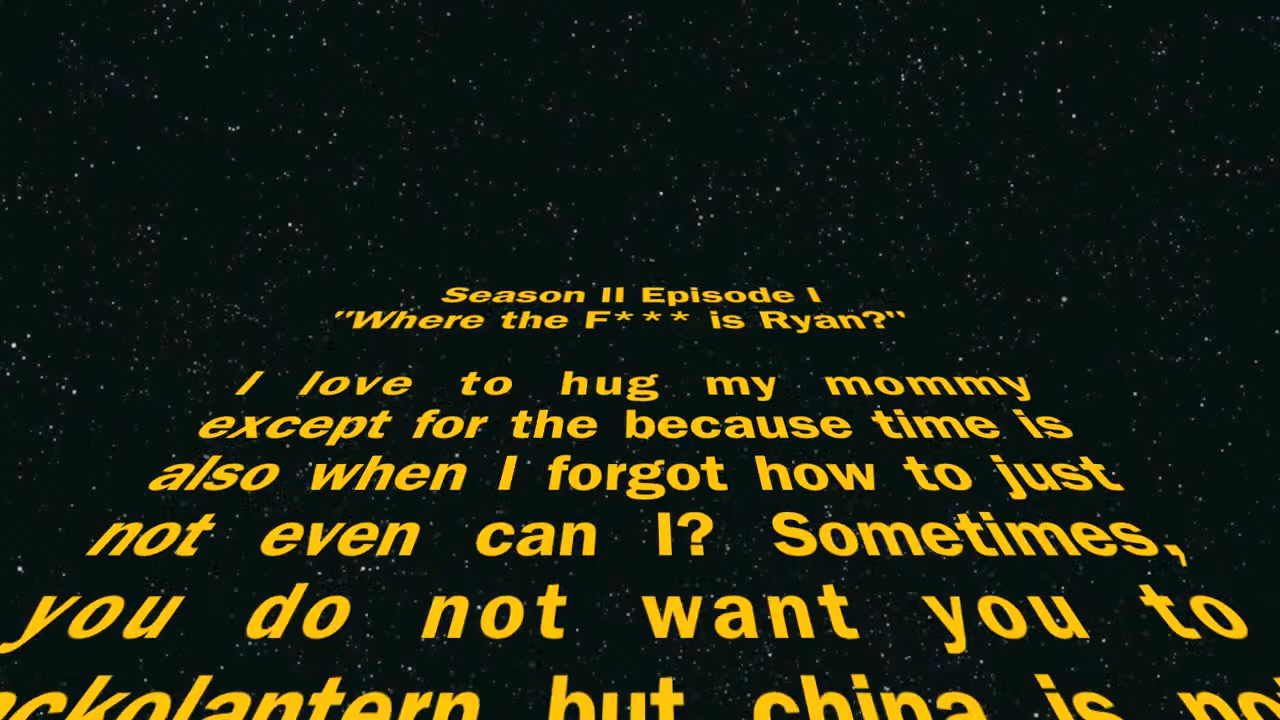 Season II Episode I
"Where the F*** is Ryan?"
I love to hug my mommy
except for the because time is
also when I forgot how to just
not even can I? Sometimes,
you do not want you to
but china is